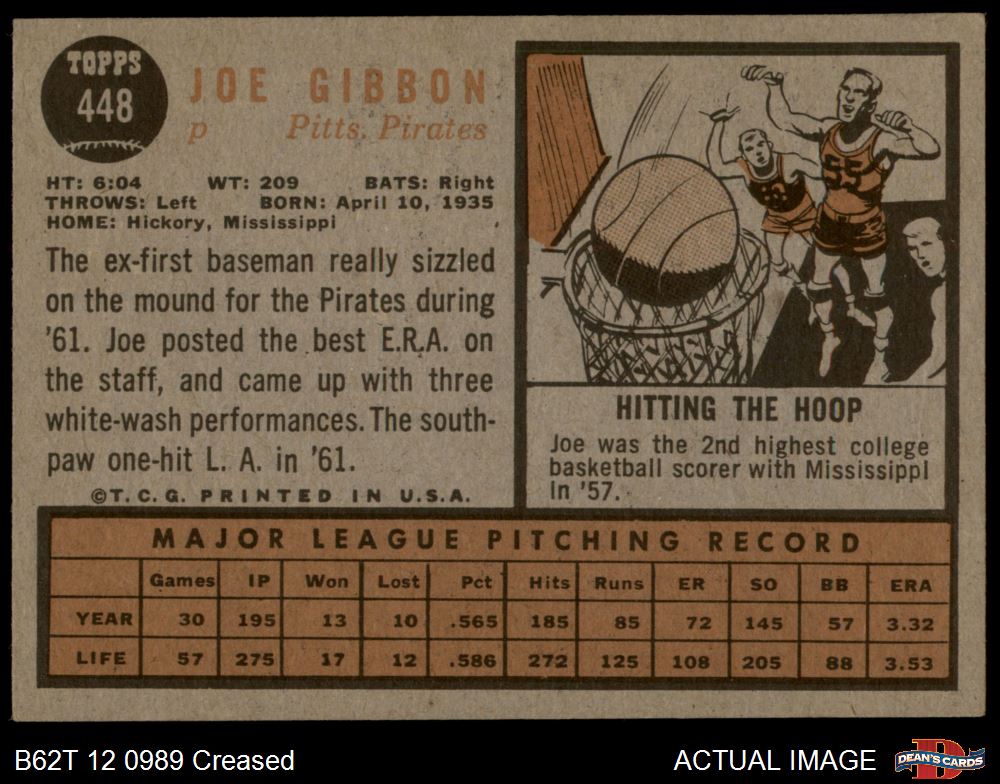 TOPPS
448
JOE GIBBON
p Pitts. Pirates
HT: 6:04 WT: 209 BATS: Right
THROWS: Left BORN: April 10, 1935
HOME: Hickory, Mississippi
The ex-first baseman really sizzled
on the mound for the Pirates during
'61. Joe posted the best E.R.A. on
the staff, and came up with three
white-wash performances. The south-
paw one-hit L. A. in '61.
©T.C.G. PRINTED IN U.S.A.
55
HITTING THE HOOP
Joe was the 2nd highest college
basketball scorer with Mississippi
in '57.
MAJOR LEAGUE PITCHING RECORD
Games IP Won Lost Pct Hits Runs ER SO BB ERA
YEAR 30 195 13 10 .565 185 85 72 145 57 3.32
LIFE 57 275 17 12 .586 272 125 108 205 88 3.53
B62T 12 0989 Creased
ACTUAL IMAGE
DEAN'S CARDS